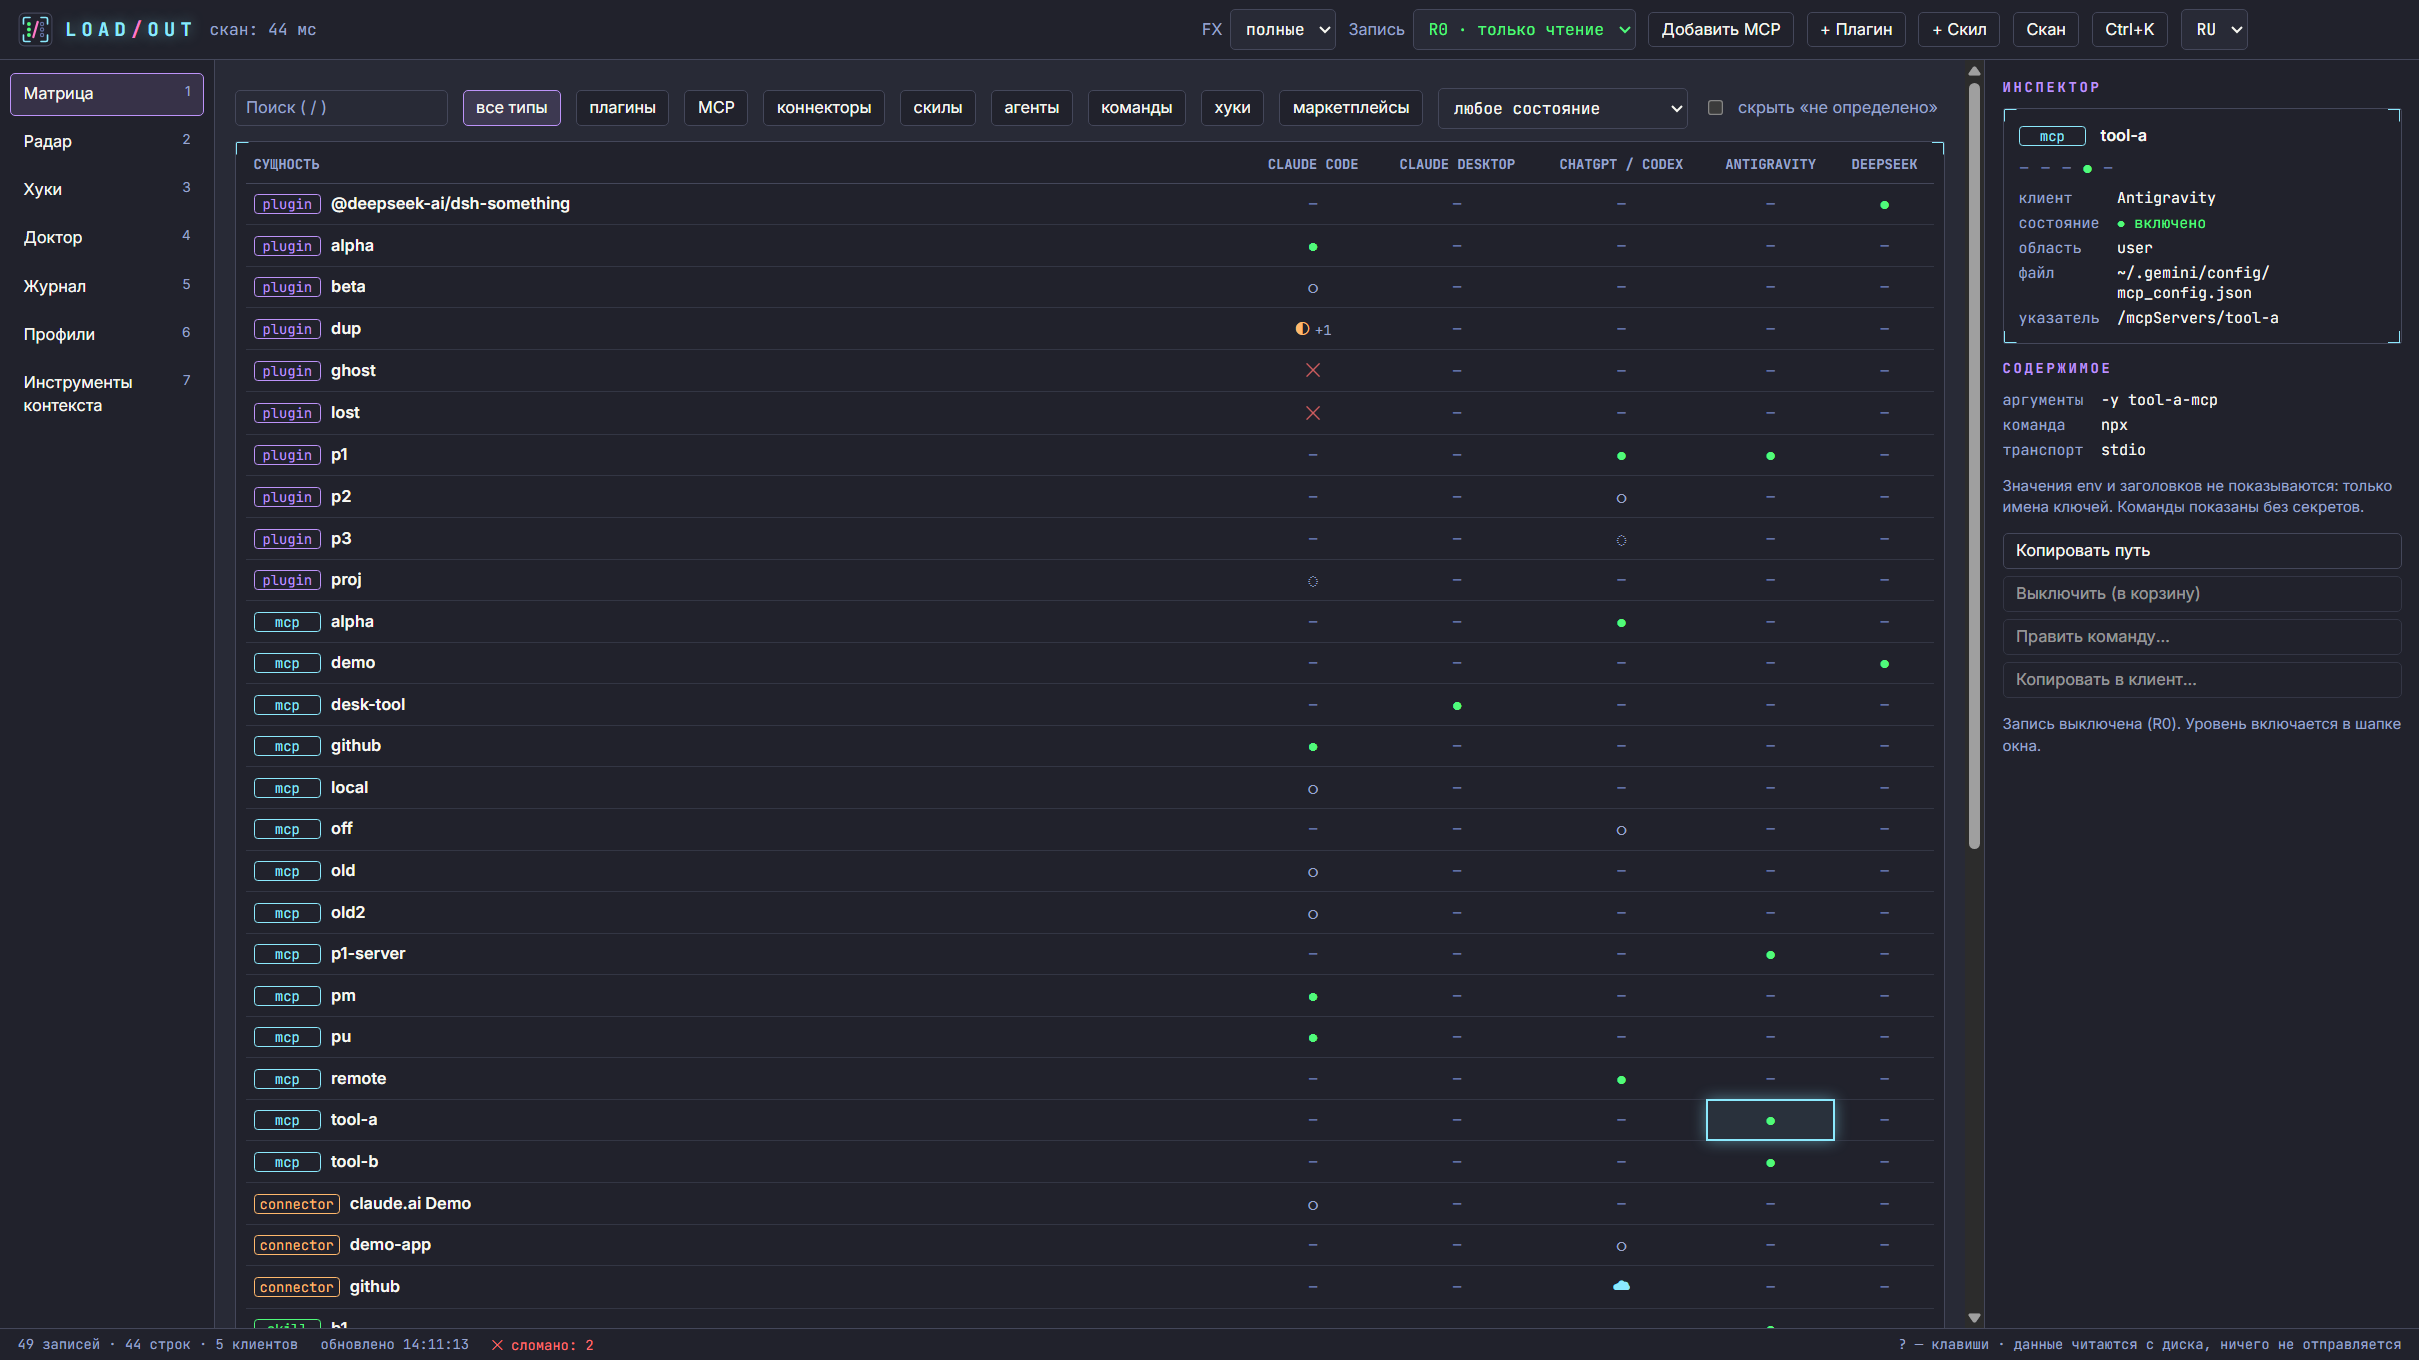 LOAD/OUT скан: 44 мс FX полные Запись R0 · только чтение Добавить MCP + Плагин + Скил Скан Ctrl+K RU
Матрица 1
Радар 2
Хуки 3
Доктор 4
Журнал 5
Профили 6
Инструменты контекста 7
Поиск ( / ) все типы плагины MCP коннекторы скилы агенты команды хуки маркетплейсы любое состояние скрыть «не определено»
СУЩНОСТЬ CLAUDE CODE CLAUDE DESKTOP CHATGPT / CODEX ANTIGRAVITY DEEPSEEK
plugin @deepseek-ai/dsh-something – – – – ●
plugin alpha ● – – – –
plugin beta ○ – – – –
plugin dup ◐ +1 – – – –
plugin ghost ╳ – – – –
plugin lost ╳ – – – –
plugin p1 – – ● ● –
plugin p2 – – ○ – –
plugin p3 – – ◌ – –
plugin proj ◌ – – – –
mcp alpha – – ● – –
mcp demo – – – – ●
mcp desk-tool – ● – – –
mcp github ● – – – –
mcp local ○ – – – –
mcp off – – ○ – –
mcp old ○ – – – –
mcp old2 ○ – – – –
mcp p1-server – – – ● –
mcp pm ● – – – –
mcp pu ● – – – –
mcp remote – – ● – –
mcp tool-a – – – ● –
mcp tool-b – – – ● –
connector claude.ai Demo ○ – – – –
connector demo-app – – ○ – –
connector github – – ☁ – –
ИНСПЕКТОР
mcp tool-a
– – – ● –
клиент Antigravity
состояние ● включено
область user
файл ~/.gemini/config/
mcp_config.json
указатель /mcpServers/tool-a
СОДЕРЖИМОЕ
аргументы -y tool-a-mcp
команда npx
транспорт stdio
Значения env и заголовков не показываются: только
имена ключей. Команды показаны без секретов.
Копировать путь
Выключить (в корзину)
Править команду...
Копировать в клиент...
Запись выключена (R0). Уровень включается в шапке
окна.
49 записей · 44 строк · 5 клиентов обновлено 14:11:13 ╳ сломано: 2 ? — клавиши · данные читаются с диска, ничего не отправляется